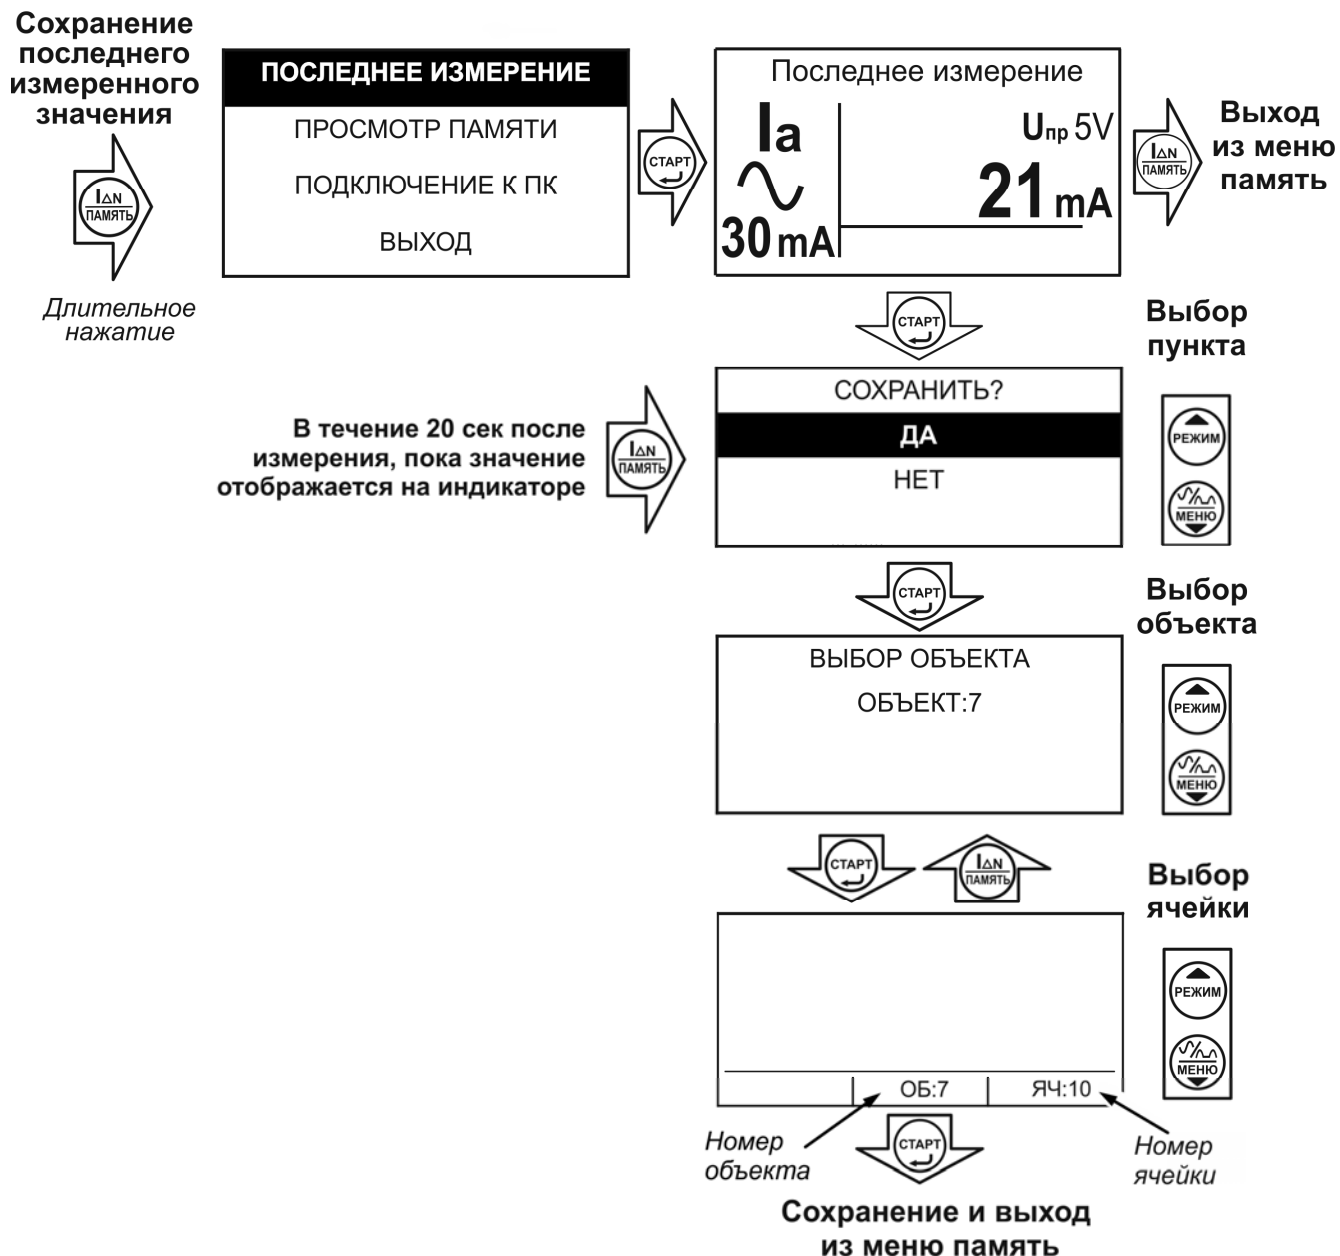 Сохранение
последнего
измеренного
значения
IΔN
ПАМЯТЬ
Длительное
нажатие
ПОСЛЕДНЕЕ ИЗМЕРЕНИЕ
ПРОСМОТР ПАМЯТИ
ПОДКЛЮЧЕНИЕ К ПК
ВЫХОД
СТАРТ
Последнее измерение
Ia
30 mA
Uпр 5V
21 mA
IΔN
ПАМЯТЬ
Выход
из меню
память
СТАРТ
Выбор
пункта
В течение 20 сек после
измерения, пока значение
отображается на индикаторе
IΔN
ПАМЯТЬ
СОХРАНИТЬ?
ДА
НЕТ
РЕЖИМ
МЕНЮ
СТАРТ
Выбор
объекта
ВЫБОР ОБЪЕКТА
ОБЪЕКТ:7
РЕЖИМ
МЕНЮ
СТАРТ
IΔN
ПАМЯТЬ
Выбор
ячейки
РЕЖИМ
МЕНЮ
ОБ:7
ЯЧ:10
Номер
объекта
СТАРТ
Номер
ячейки
Сохранение и выход
из меню память